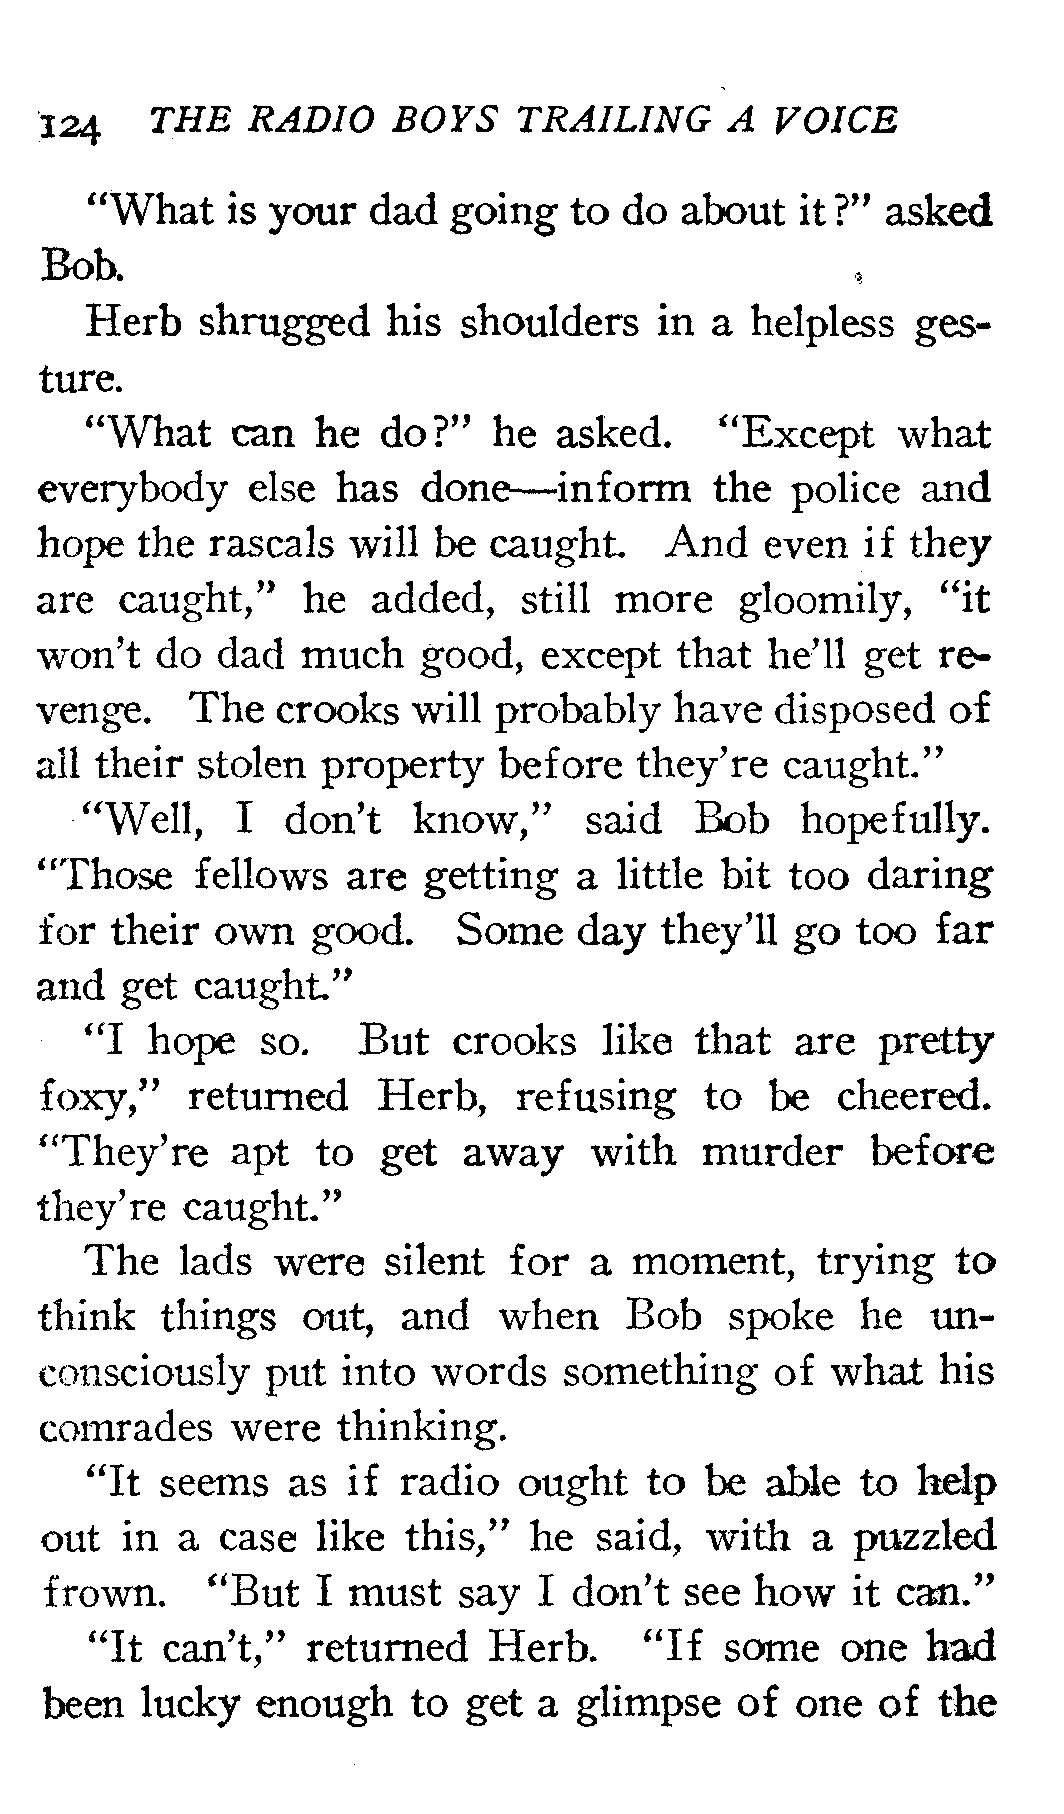 124 THE RADIO BOYS TRAILING A VOICE
"What is your dad going to do about it?" asked
Bob.
Herb shrugged his shoulders in a helpless ges-
ture.
"What can he do?" he asked. "Except what
everybody else has done—inform the police and
hope the rascals will be caught. And even if they
are caught," he added, still more gloomily, "it
won't do dad much good, except that he'll get re-
venge. The crooks will probably have disposed of
all their stolen property before they're caught."
"Well, I don't know," said Bob hopefully.
"Those fellows are getting a little bit too daring
for their own good. Some day they'll go too far
and get caught."
"I hope so. But crooks like that are pretty
foxy," returned Herb, refusing to be cheered.
"They're apt to get away with murder before
they're caught."
The lads were silent for a moment, trying to
think things out, and when Bob spoke he un-
consciously put into words something of what his
comrades were thinking.
"It seems as if radio ought to be able to help
out in a case like this," he said, with a puzzled
frown. "But I must say I don't see how it can."
"It can't," returned Herb. "If some one had
been lucky enough to get a glimpse of one of the